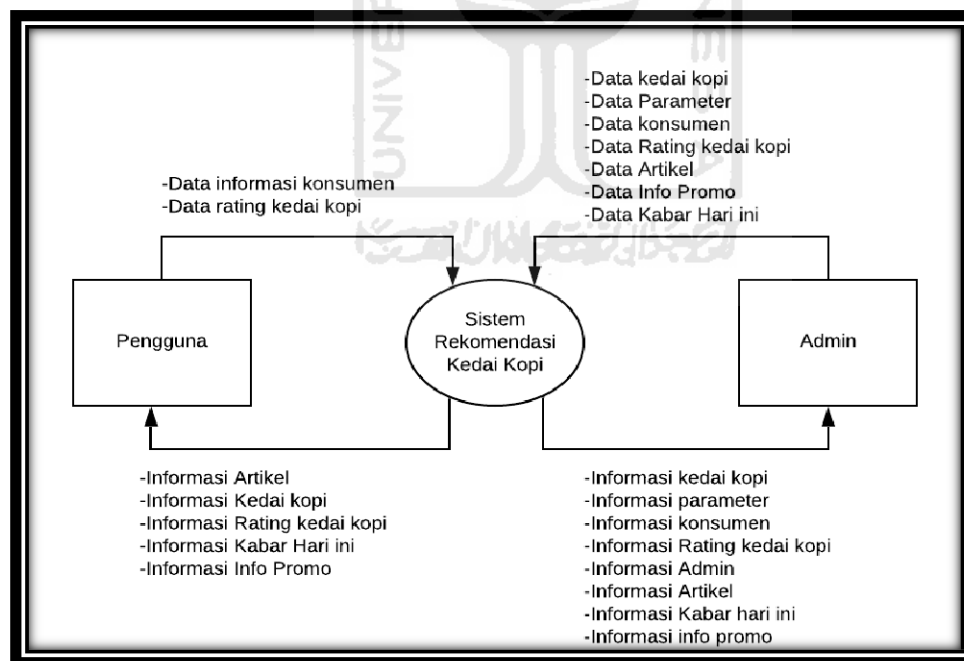 -Data kedai kopi
-Data Parameter
-Data konsumen
-Data Rating kedai kopi
-Data Artikel
-Data Info Promo
-Data Kabar Hari ini
-Data informasi konsumen
-Data rating kedai kopi
Pengguna
Sistem
Rekomendasi
Kedai Kopi
Admin
-Informasi Artikel
-Informasi Kedai kopi
-Informasi Rating kedai kopi
-Informasi Kabar Hari ini
-Informasi Info Promo
-Informasi kedai kopi
-Informasi parameter
-Informasi konsumen
-Informasi Rating kedai kopi
-Informasi Admin
-Informasi Artikel
-Informasi Kabar hari ini
-Informasi info promo